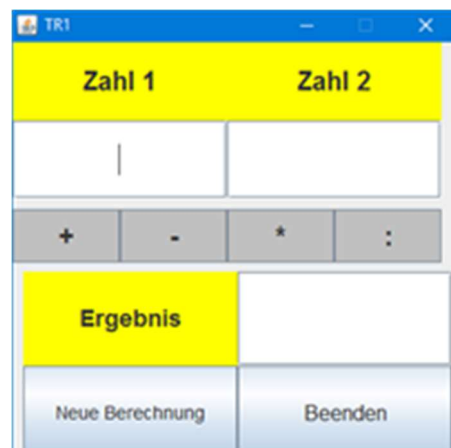 TR1
Zahl 1 Zahl 2
+ - * :
Ergebnis
Neue Berechnung Beenden